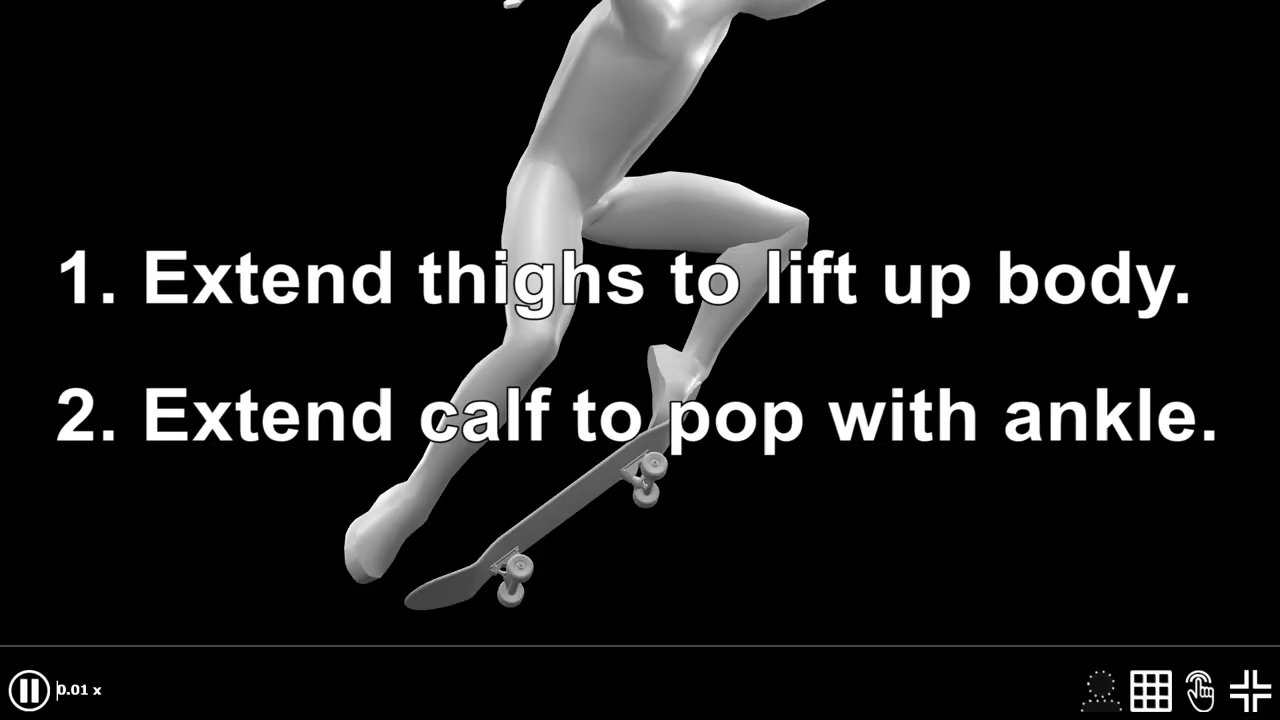 1. Extend thighs to lift up body.
2. Extend calf to pop with ankle.
0.01 x